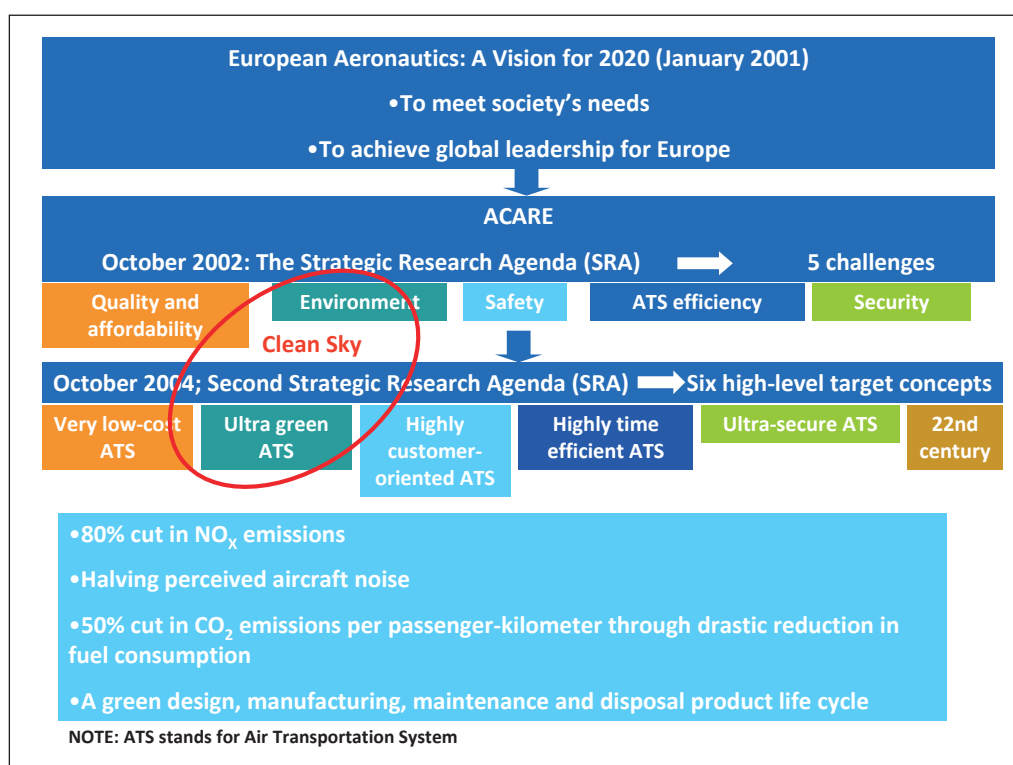 European Aeronautics: A Vision for 2020 (January 2001)
•To meet society’s needs
•To achieve global leadership for Europe
ACARE
October 2002: The Strategic Research Agenda (SRA) 5 challenges
Quality and
affordability
Environment
Safety
ATS efficiency
Security
Clean Sky
October 2004; Second Strategic Research Agenda (SRA) Six high-level target concepts
Very low-cost
ATS
Ultra green
ATS
Highly
customer-
oriented ATS
Highly time
efficient ATS
Ultra-secure ATS
22nd
century
•80% cut in NOX emissions
•Halving perceived aircraft noise
•50% cut in CO2 emissions per passenger-kilometer through drastic reduction in
fuel consumption
•A green design, manufacturing, maintenance and disposal product life cycle
NOTE: ATS stands for Air Transportation System